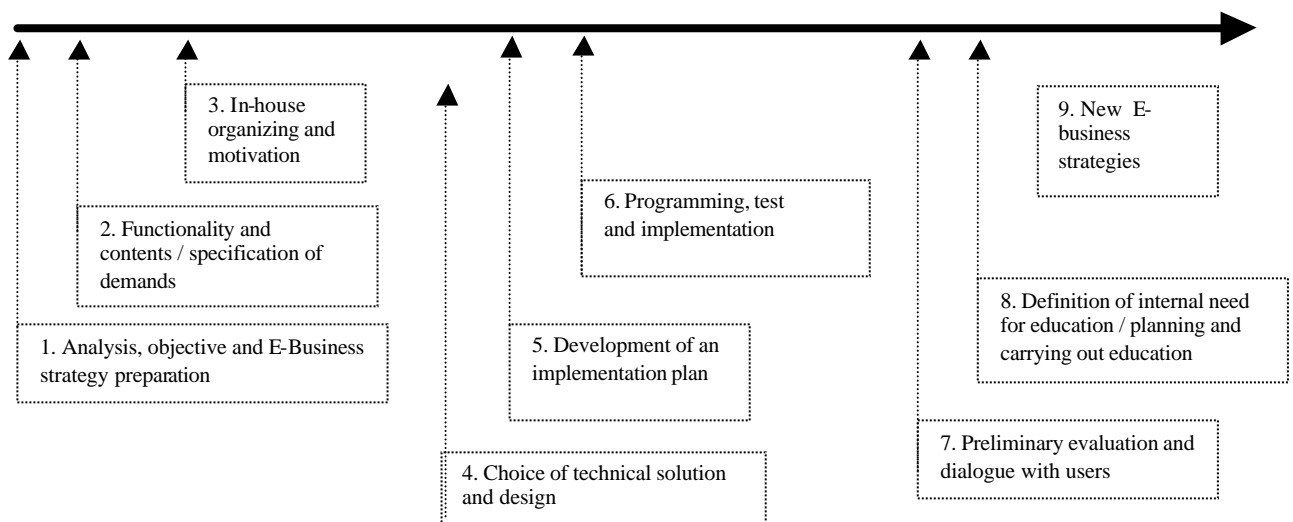 1. Analysis, objective and E-Business
strategy preparation
2. Functionality and
contents / specification of
demands
3. In-house
organizing and
motivation
4. Choice of technical solution
and design
5. Development of an
implementation plan
6. Programming, test
and implementation
7. Preliminary evaluation and
dialogue with users
8. Definition of internal need
for education / planning and
carrying out education
9. New E-
business
strategies